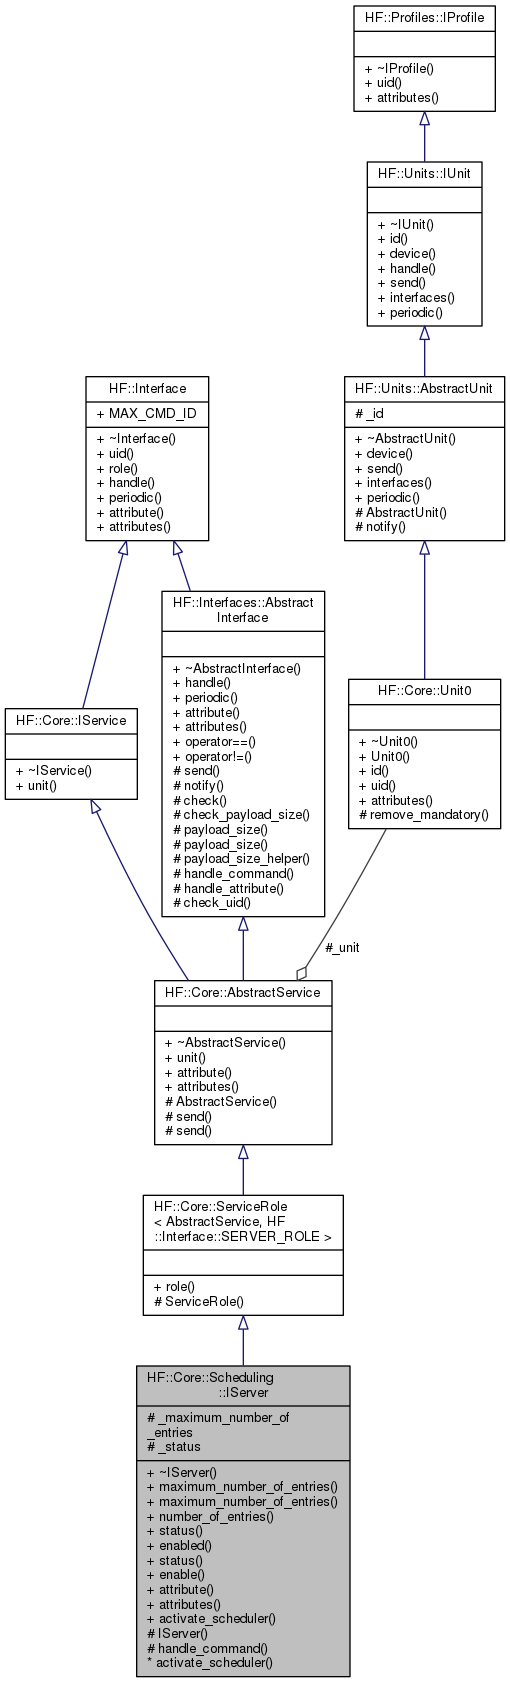 HF::Profiles::IProfile
+ ~IProfile()
+ uid()
+ attributes()
HF::Units::IUnit
+ ~IUnit()
+ id()
+ device()
+ handle()
+ send()
+ interfaces()
+ periodic()
HF::Interface
+ MAX_CMD_ID
+ ~Interface()
+ uid()
+ role()
+ handle()
+ periodic()
+ attribute()
+ attributes()
HF::Units::AbstractUnit
# _id
+ ~AbstractUnit()
+ device()
+ send()
+ interfaces()
+ periodic()
# AbstractUnit()
# notify()
HF::Interfaces::Abstract
Interface
+ ~AbstractInterface()
+ handle()
+ periodic()
+ attribute()
+ attributes()
+ operator==()
+ operator!=()
# send()
# notify()
# check()
# check_payload_size()
# payload_size()
# payload_size()
# payload_size_helper()
# handle_command()
# handle_attribute()
# check_uid()
HF::Core::IService
+ ~IService()
+ unit()
HF::Core::Unit0
+ ~Unit0()
+ Unit0()
+ id()
+ uid()
+ attributes()
# remove_mandatory()
#_unit
HF::Core::AbstractService
+ ~AbstractService()
+ unit()
+ attribute()
+ attributes()
# AbstractService()
# send()
# send()
HF::Core::ServiceRole
< AbstractService, HF
::Interface::SERVER_ROLE >
+ role()
# ServiceRole()
HF::Core::Scheduling
::IServer
# _maximum_number_of
_entries
# _status
+ ~IServer()
+ maximum_number_of_entries()
+ maximum_number_of_entries()
+ number_of_entries()
+ status()
+ enabled()
+ status()
+ enable()
+ attribute()
+ attributes()
+ activate_scheduler()
# IServer()
# handle_command()
* activate_scheduler()